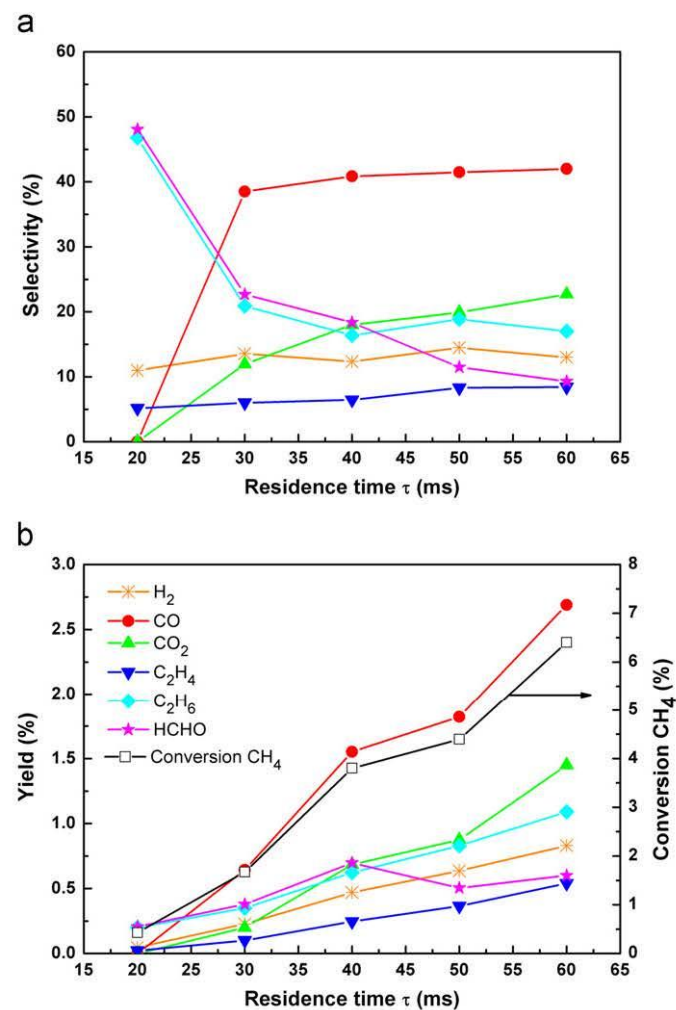 a
60
50
40
30
20
10
0
Selectivity (%)
15 20 25 30 35 40 45 50 55 60 65
Residence time τ (ms)
b
3.0
2.5
2.0
1.5
1.0
0.5
0.0
Yield (%)
H2
CO
CO2
C2H4
C2H6
HCHO
Conversion CH4
8
7
6
5
4
3
2
1
0
Conversion CH4 (%)
15 20 25 30 35 40 45 50 55 60 65
Residence time τ (ms)